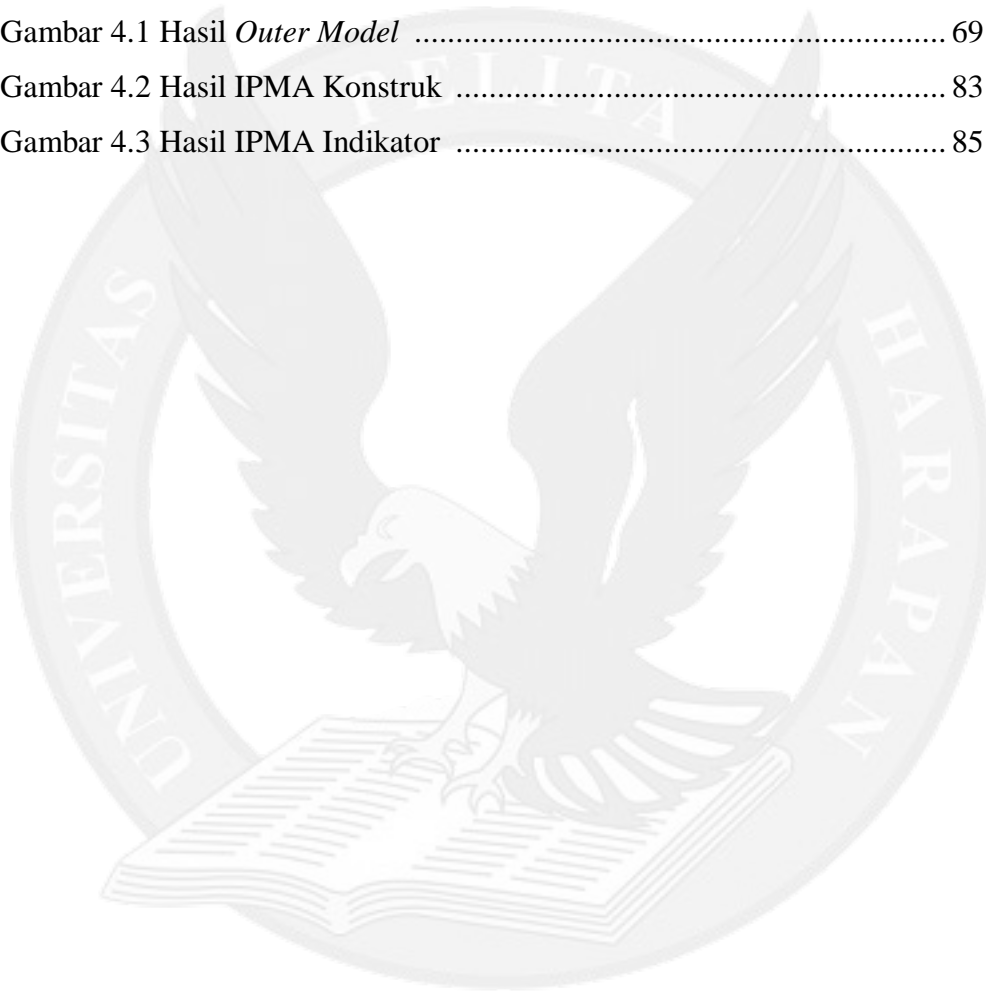 Gambar 4.1 Hasil Outer Model ................................................................ 69
Gambar 4.2 Hasil IPMA Konstruk ........................................................... 83
Gambar 4.3 Hasil IPMA Indikator ........................................................... 85
UNIVERSITAS PELITA HARAPAN